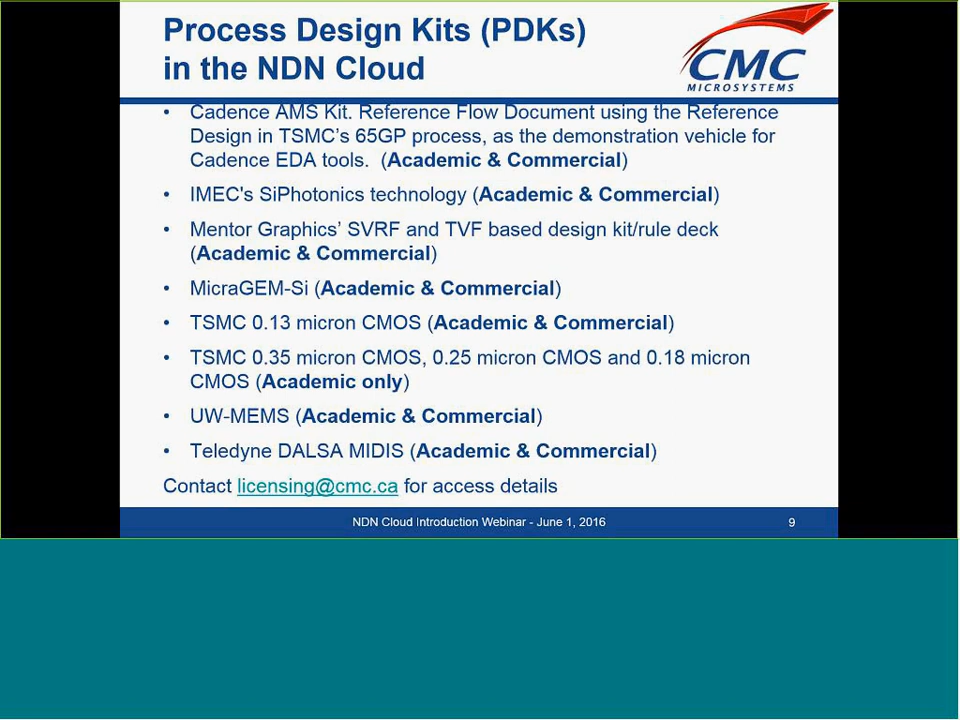 Process Design Kits (PDKs)
in the NDN Cloud
CMC
MICROSYSTEMS
• Cadence AMS Kit. Reference Flow Document using the Reference
Design in TSMC's 65GP process, as the demonstration vehicle for
Cadence EDA tools. (Academic & Commercial)
• IMEC's SiPhotonics technology (Academic & Commercial)
• Mentor Graphics’ SVRF and TVF based design kit/rule deck
(Academic & Commercial)
• MicraGEM-Si (Academic & Commercial)
• TSMC 0.13 micron CMOS (Academic & Commercial)
• TSMC 0.35 micron CMOS, 0.25 micron CMOS and 0.18 micron
CMOS (Academic only)
• UW-MEMS (Academic & Commercial)
• Teledyne DALSA MIDIS (Academic & Commercial)
Contact licensing@cmc.ca for access details
NDN Cloud Introduction Webinar - June 1, 2016
9